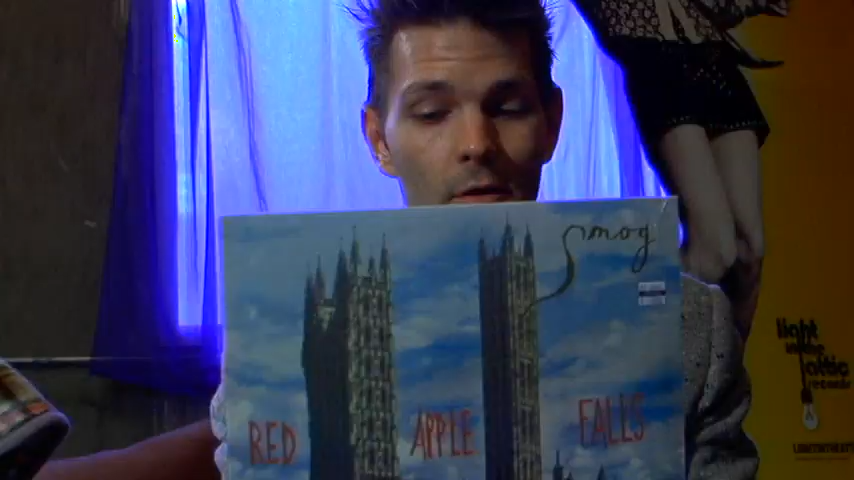 Smog
RED APPLE FALLS
light
in the
attic
records